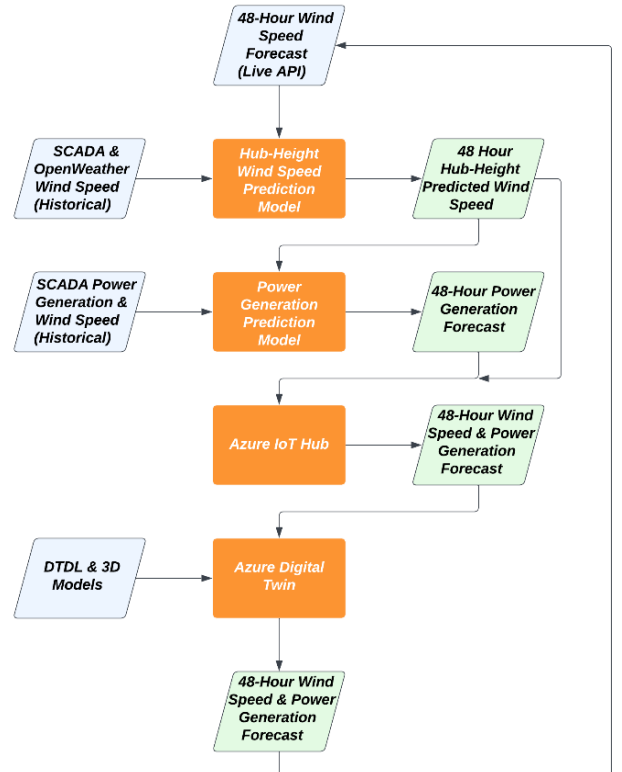 48-Hour Wind
Speed
Forecast
(Live API)
SCADA &
OpenWeather
Wind Speed
(Historical)
Hub-Height
Wind Speed
Prediction
Model
48 Hour
Hub-Height
Predicted Wind
Speed
SCADA Power
Generation &
Wind Speed
(Historical)
Power
Generation
Prediction
Model
48-Hour Power
Generation
Forecast
Azure IoT Hub
48-Hour Wind
Speed & Power
Generation
Forecast
DTDL & 3D
Models
Azure Digital
Twin
48-Hour Wind
Speed & Power
Generation
Forecast